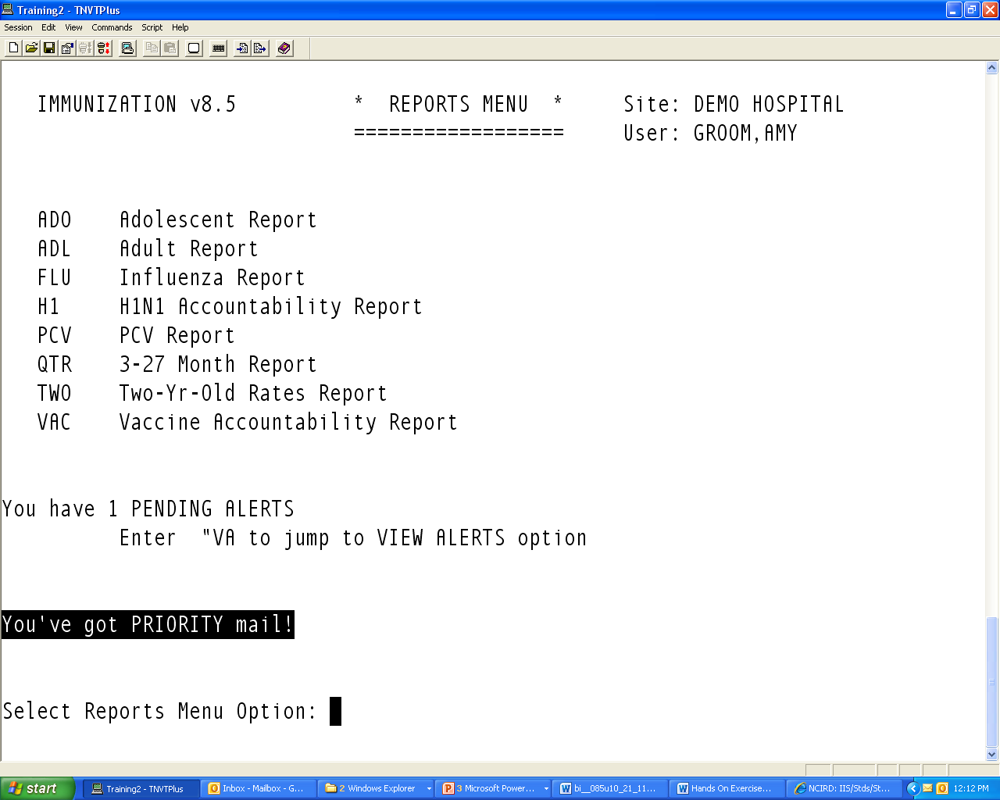 Training2 - TNVTPlus
Session Edit View Commands Script Help
IMMUNIZATION v8.5 * REPORTS MENU * Site: DEMO HOSPITAL
================== User: GROOM,AMY
ADO Adolescent Report
ADL Adult Report
FLU Influenza Report
H1 H1N1 Accountability Report
PCV PCV Report
QTR 3-27 Month Report
TWO Two-Yr-Old Rates Report
VAC Vaccine Accountability Report
You have 1 PENDING ALERTS
Enter "VA to jump to VIEW ALERTS option
You've got PRIORITY mail!
Select Reports Menu Option:
start Training2 - TNVTPlus Inbox - Mailbox - G... 2 Windows Explorer 3 Microsoft Power... bi__085u10_21_11... Hands On Exercise... NCIRD: IIS/Stds/St... 12:12 PM